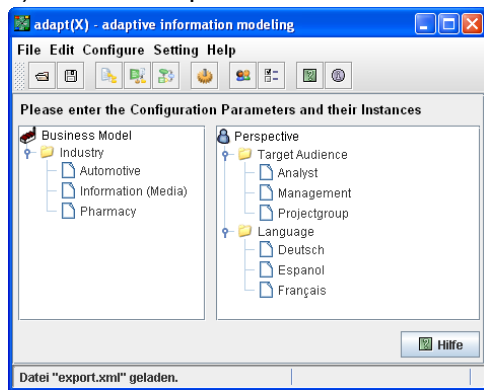 adapt(X) - adaptive information modeling
File Edit Configure Setting Help
Please enter the Configuration Parameters and their Instances
Business Model
Industry
Automotive
Information (Media)
Pharmacy
Perspective
Target Audience
Analyst
Management
Projectgroup
Language
Deutsch
Espanol
Français
Hilfe
Datei "export.xml" geladen.